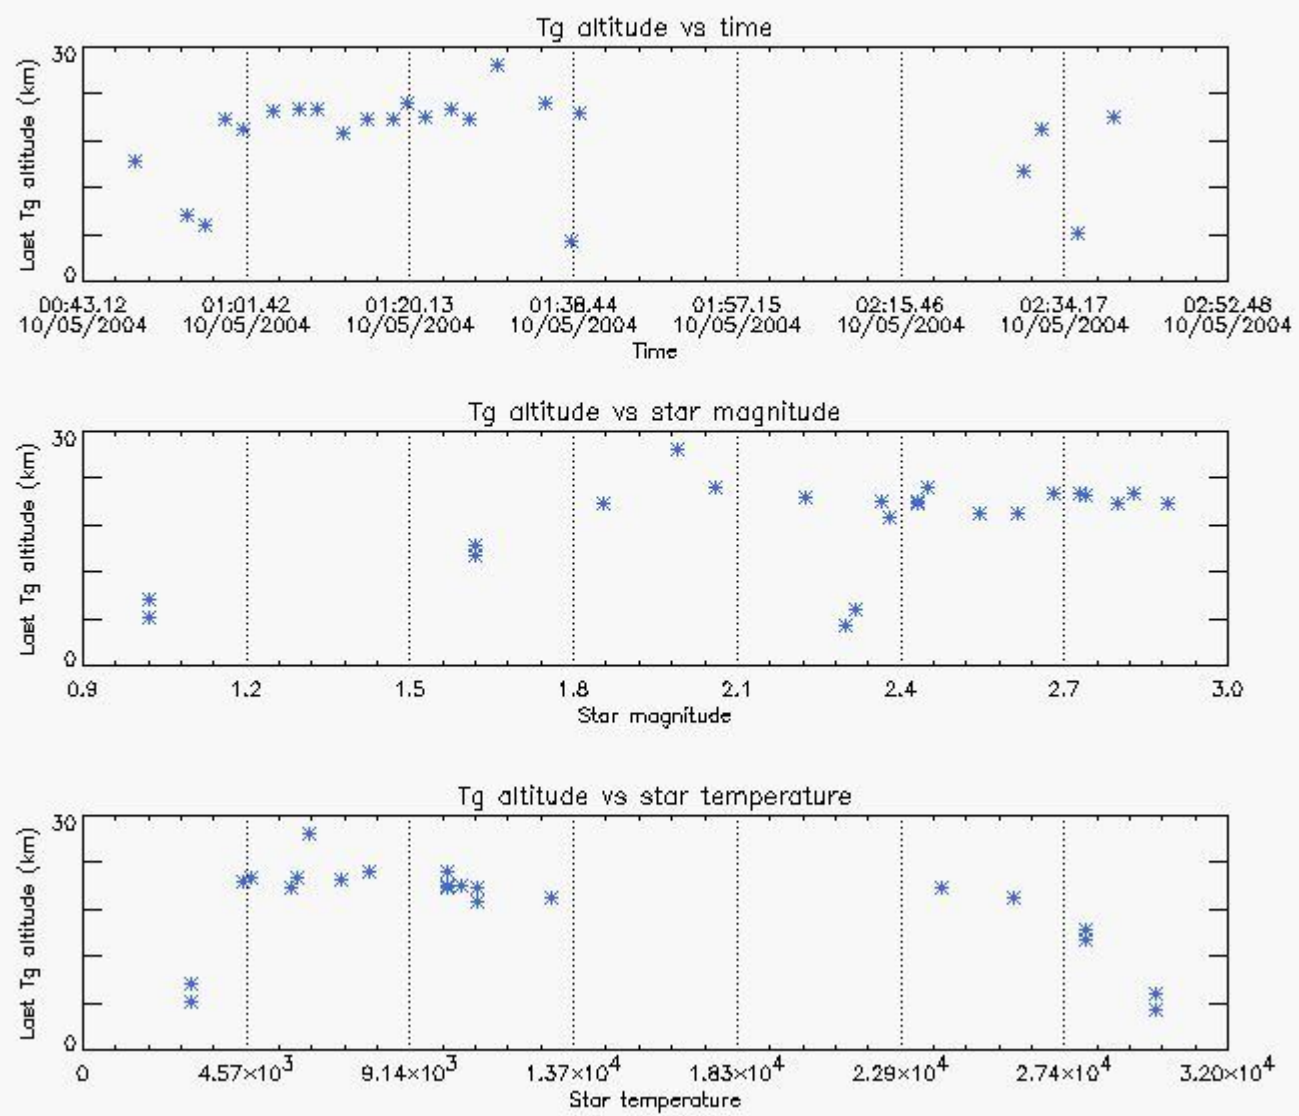 Tg altitude vs time
Last Tg altitude (km)
30
0
00:43.12 01:01.42 01:20.13 01:38.44 01:57.15 02:15.46 02:34.17 02:52.48
10/05/2004 10/05/2004 10/05/2004 10/05/2004 10/05/2004 10/05/2004 10/05/2004 10/05/2004
Time
Tg altitude vs star magnitude
Last Tg altitude (km)
30
0
0.9 1.2 1.5 1.8 2.1 2.4 2.7 3.0
Star magnitude
Tg altitude vs star temperature
Last Tg altitude (km)
30
0
0 4.57×10³ 9.14×10³ 1.37×10⁴ 1.83×10⁴ 2.29×10⁴ 2.74×10⁴ 3.20×10⁴
Star temperature